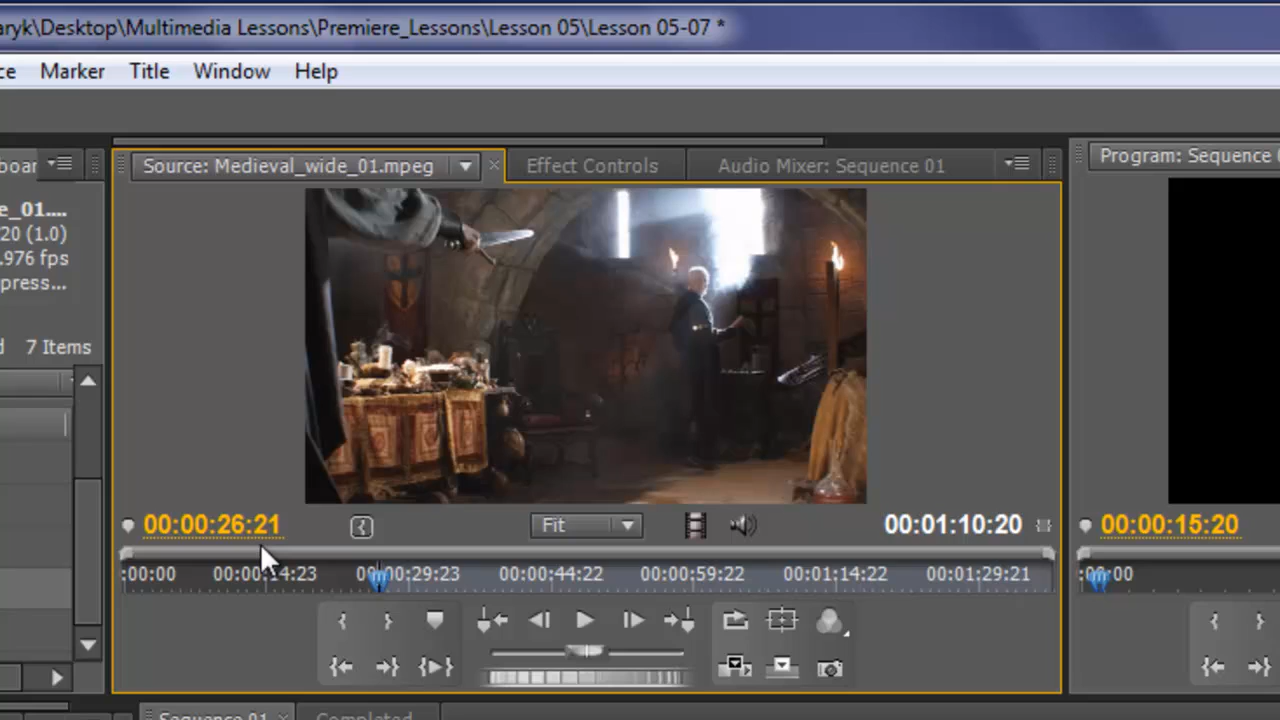 aryk\Desktop\Multimedia Lessons\Premiere_Lessons\Lesson 05\Lesson 05-07 *
ce Marker Title Window Help
boar Source: Medieval_wide_01.mpeg Effect Controls Audio Mixer: Sequence 01 Program: Sequence
e_01....
20 (1.0)
.976 fps
press...
d 7 Items
00:00:26:21 Fit 00:01:10:20 00:00:15:20
:00:00 00:00:14:23 00:00:29:23 00:00:44:22 00:00:59:22 00:01:14:22 00:01:29:21 :00:00
Sequence 01 Completed